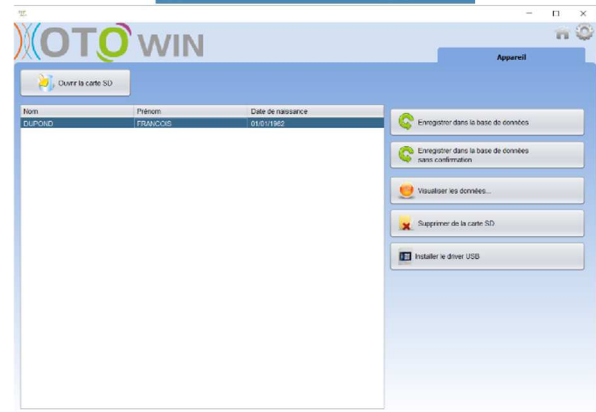 OTO WIN
Appareil
Ouvrir la carte SD
Nom Prénom Date de naissance
DUPOND FRANCOIS 01/01/1962
Enregistrer dans la base de données
Enregistrer dans la base de données
sans confirmation
Visualiser les données...
Supprimer de la carte SD
Installer le driver USB